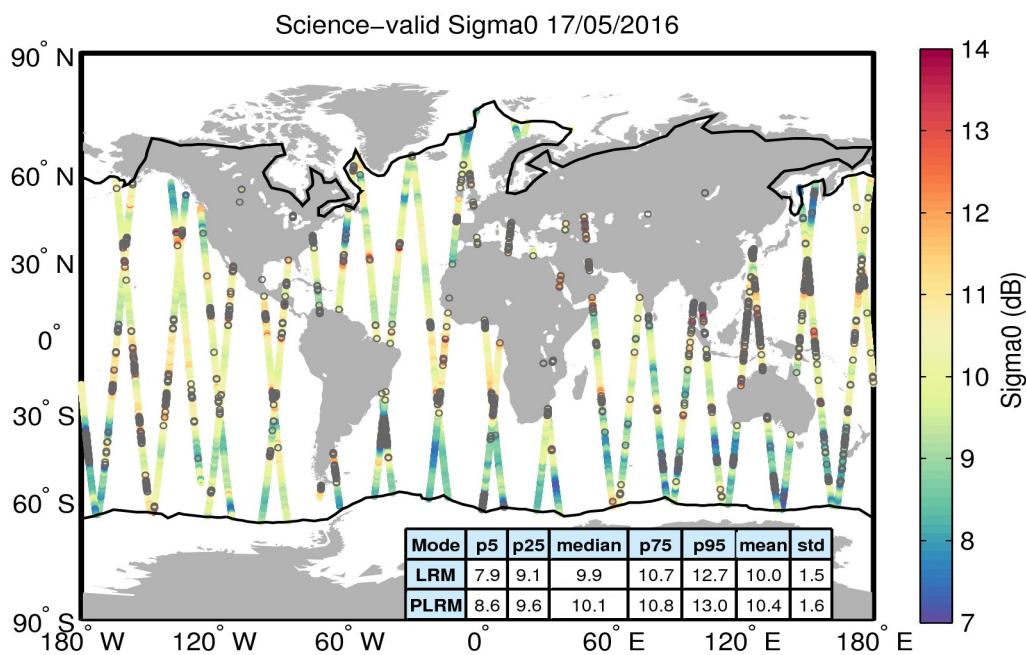 Science−valid Sigma0 17/05/2016
90° N
60° N
30° N
0°
30° S
60° S
90° S
180° W
120° W
60° W
0°
60° E
120° E
180° E
Mode p5 p25 median p75 p95 mean std
LRM 7.9 9.1 9.9 10.7 12.7 10.0 1.5
PLRM 8.6 9.6 10.1 10.8 13.0 10.4 1.6
14
13
12
11
10
9
8
7
Sigma0 (dB)